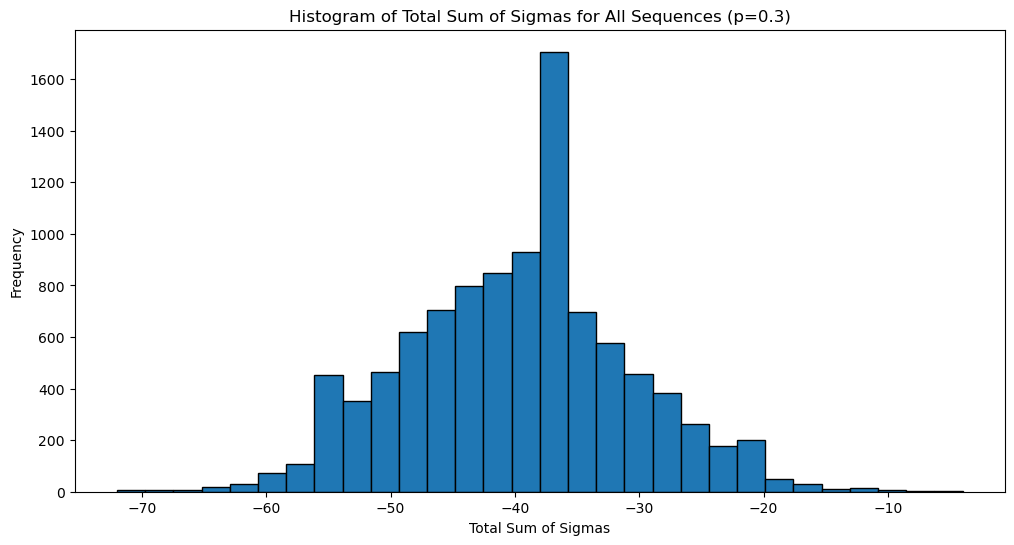 Histogram of Total Sum of Sigmas for All Sequences (p=0.3)
Frequency
1600
1400
1200
1000
800
600
400
200
0
−70 −60 −50 −40 −30 −20 −10
Total Sum of Sigmas